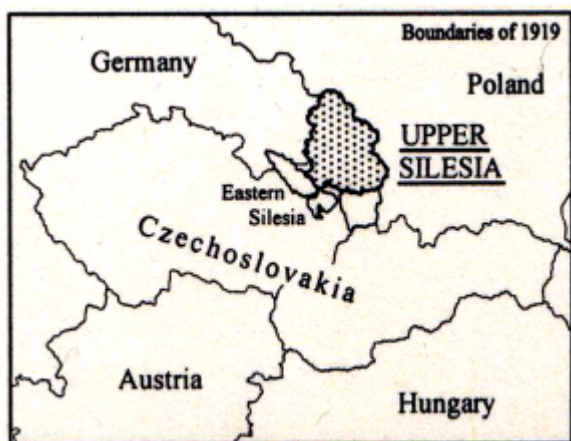 Boundaries of 1919
Germany
Poland
UPPER
SILESIA
Eastern
Silesia
Czechoslovakia
Austria
Hungary